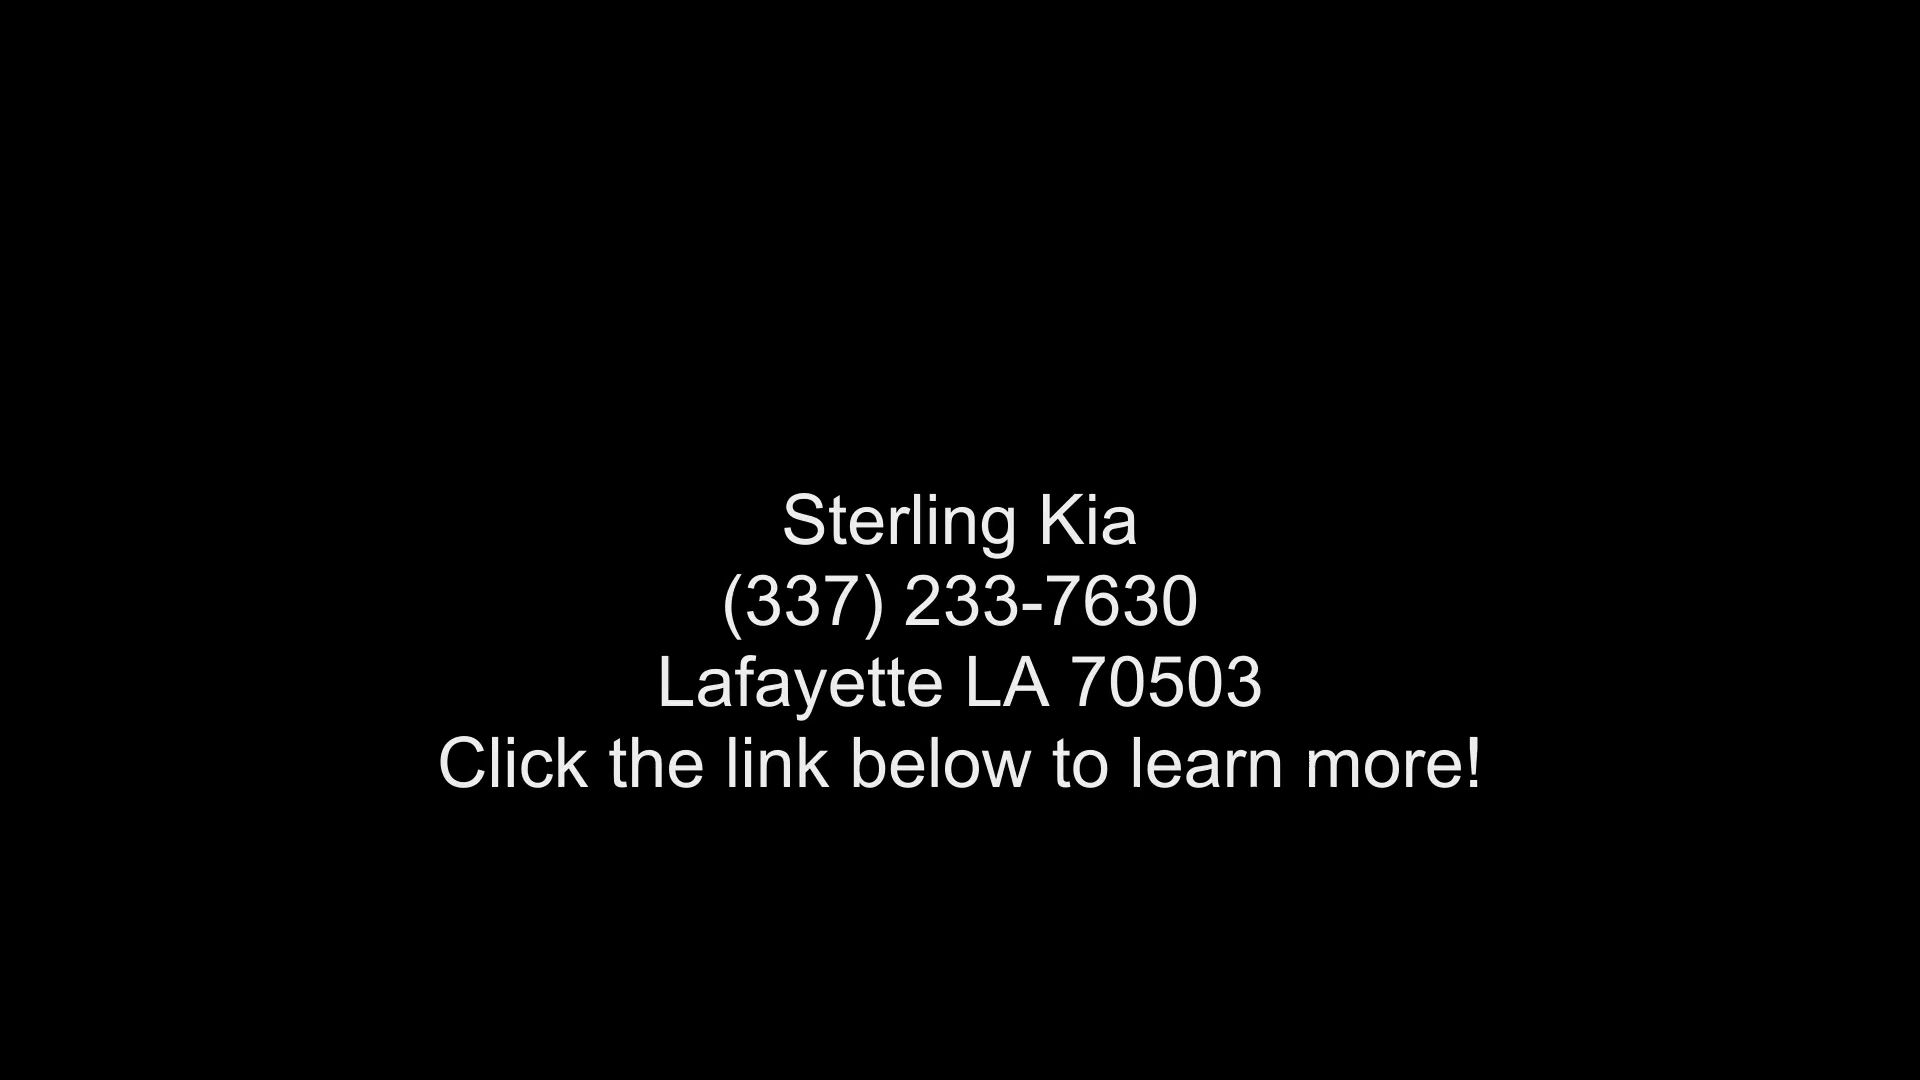 Sterling Kia
(337) 233-7630
Lafayette LA 70503
Click the link below to learn more!